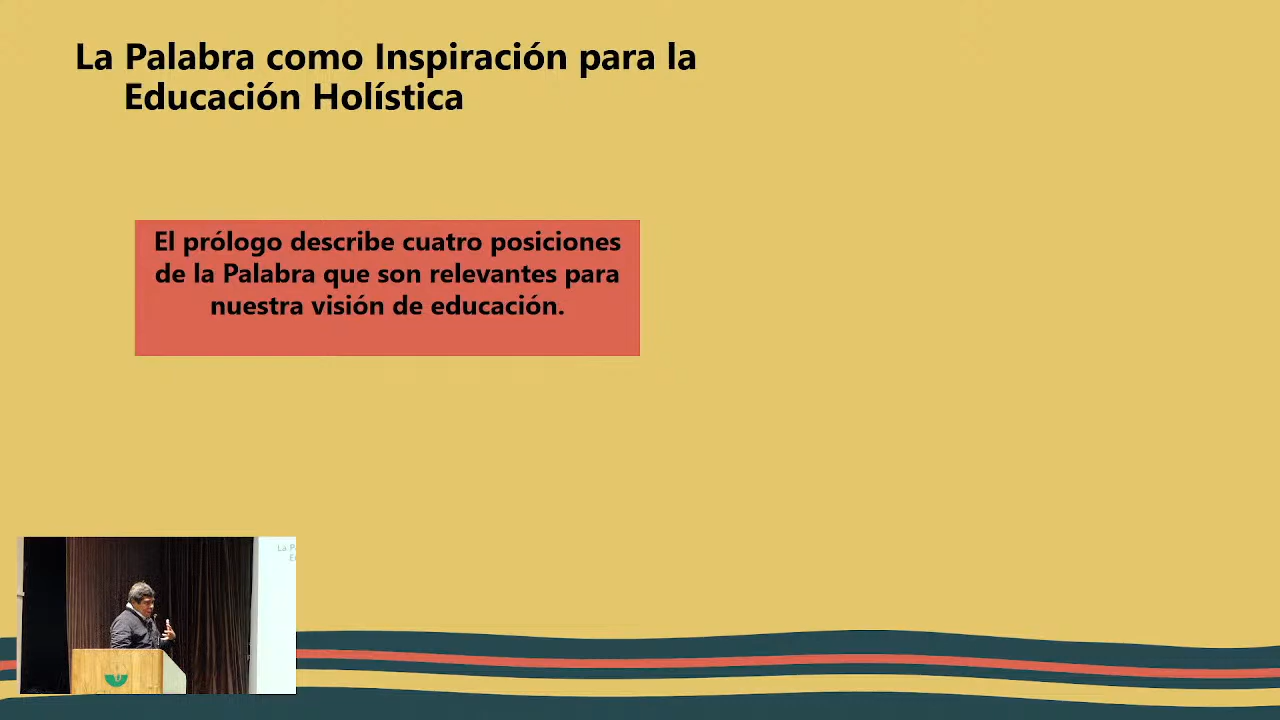 La Palabra como Inspiración para la
Educación Holística
El prólogo describe cuatro posiciones
de la Palabra que son relevantes para
nuestra visión de educación.